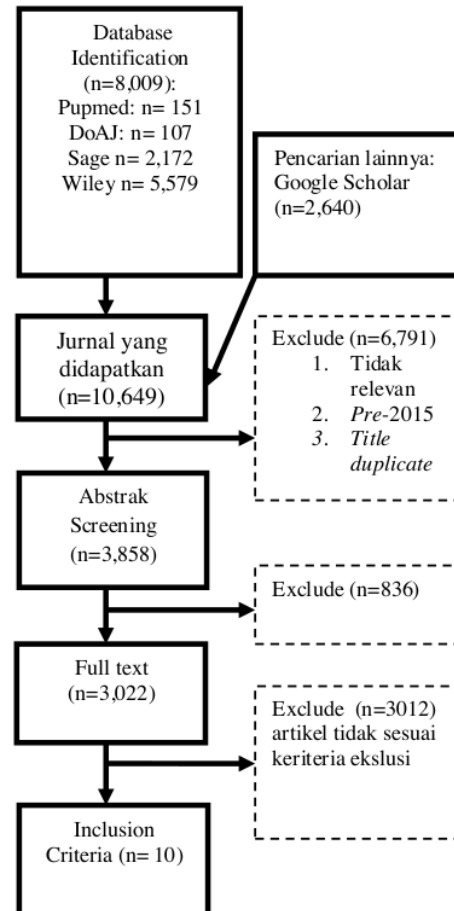 Database
Identification
(n=8,009):
Pupmed: n= 151
DoAJ: n= 107
Sage n= 2,172
Wiley n= 5,579
Pencarian lainnya:
Google Scholar
(n=2,640)
Jurnal yang
didapatkan
(n=10,649)
Exclude (n=6,791)
1. Tidak
relevan
2. Pre-2015
3. Title
duplicate
Abstrak
Screening
(n=3,858)
Exclude (n=836)
Full text
(n=3,022)
Exclude (n=3012)
artikel tidak sesuai
keriteria ekslusi
Inclusion
Criteria (n= 10)